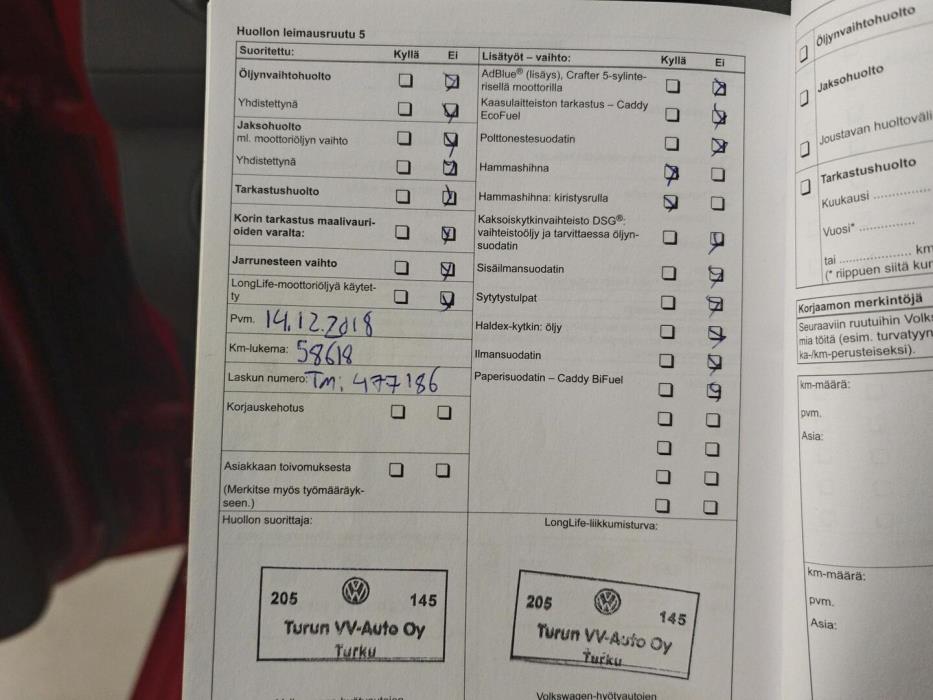 Huollon leimausruutu 5
Suoritettu: Kyllä Ei
Öljynvaihtohuolto
Yhdistettynä
Jaksohuolto
ml. moottoriöljyn vaihto
Yhdistettynä
Tarkastushuolto
Korin tarkastus maalivauri-
oiden varalta:
Jarrunesteen vaihto
LongLife-moottoriöljyä käytet-
ty
Pvm. 14.12.2018
Km-lukema: 58618
Laskun numero: Tm: 477186
Korjauskehotus
Asiakkaan toivomuksesta
(Merkitse myös työmääräyk-
seen.)
Huollon suorittaja:
205 145
Turun VV-Auto Oy
Turku
Lisätyöt – vaihto: Kyllä Ei
AdBlue® (lisäys), Crafter 5-sylinte-
risellä moottorilla
Kaasulaitteiston tarkastus – Caddy
EcoFuel
Polttonestesuodatin
Hammashihna
Hammashihna: kiristysrulla
Kaksoiskytkinvaihteisto DSG®:
vaihteistoöljy ja tarvittaessa öljyn-
suodatin
Sisäilmansuodatin
Sytytystulpat
Haldex-kytkin: öljy
Ilmansuodatin
Paperisuodatin – Caddy BiFuel
LongLife-liikkumisturva:
205 145
Turun VV-Auto Oy
Turku
Volkswagen-hyötyautojen
Öljynvaihtohuolto
Jaksohuolto
Joustavan huoltoväli
Tarkastushuolto
Kuukausi ...............
Vuosi* ..............
tai .................. km
(* riippuen siitä kum
Korjaamon merkintöjä
Seuraaviin ruutuihin Volks
mia töitä (esim. turvatyyn
ka-/km-perusteiseksi).
km-määrä:
pvm.
Asia:
km-määrä:
pvm.
Asia: